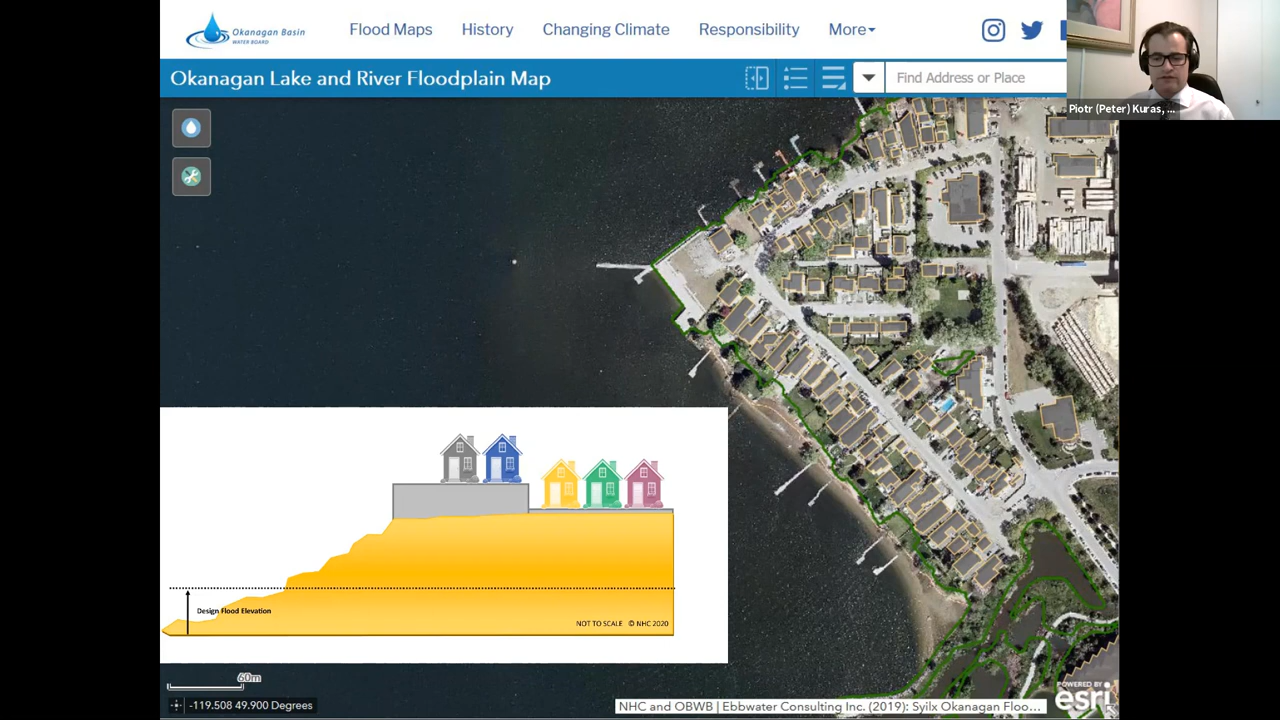 Okanagan Basin
WATER BOARD
Flood Maps
History
Changing Climate
Responsibility
More
Okanagan Lake and River Floodplain Map
Find Address or Place
Piotr (Peter) Kuras, ...
Design Flood Elevation
NOT TO SCALE © NHC 2020
60m
-119.508 49.900 Degrees
NHC and OBWB | Ebbwater Consulting Inc. (2019): Syilx Okanagan Floo...
POWERED BY
esri